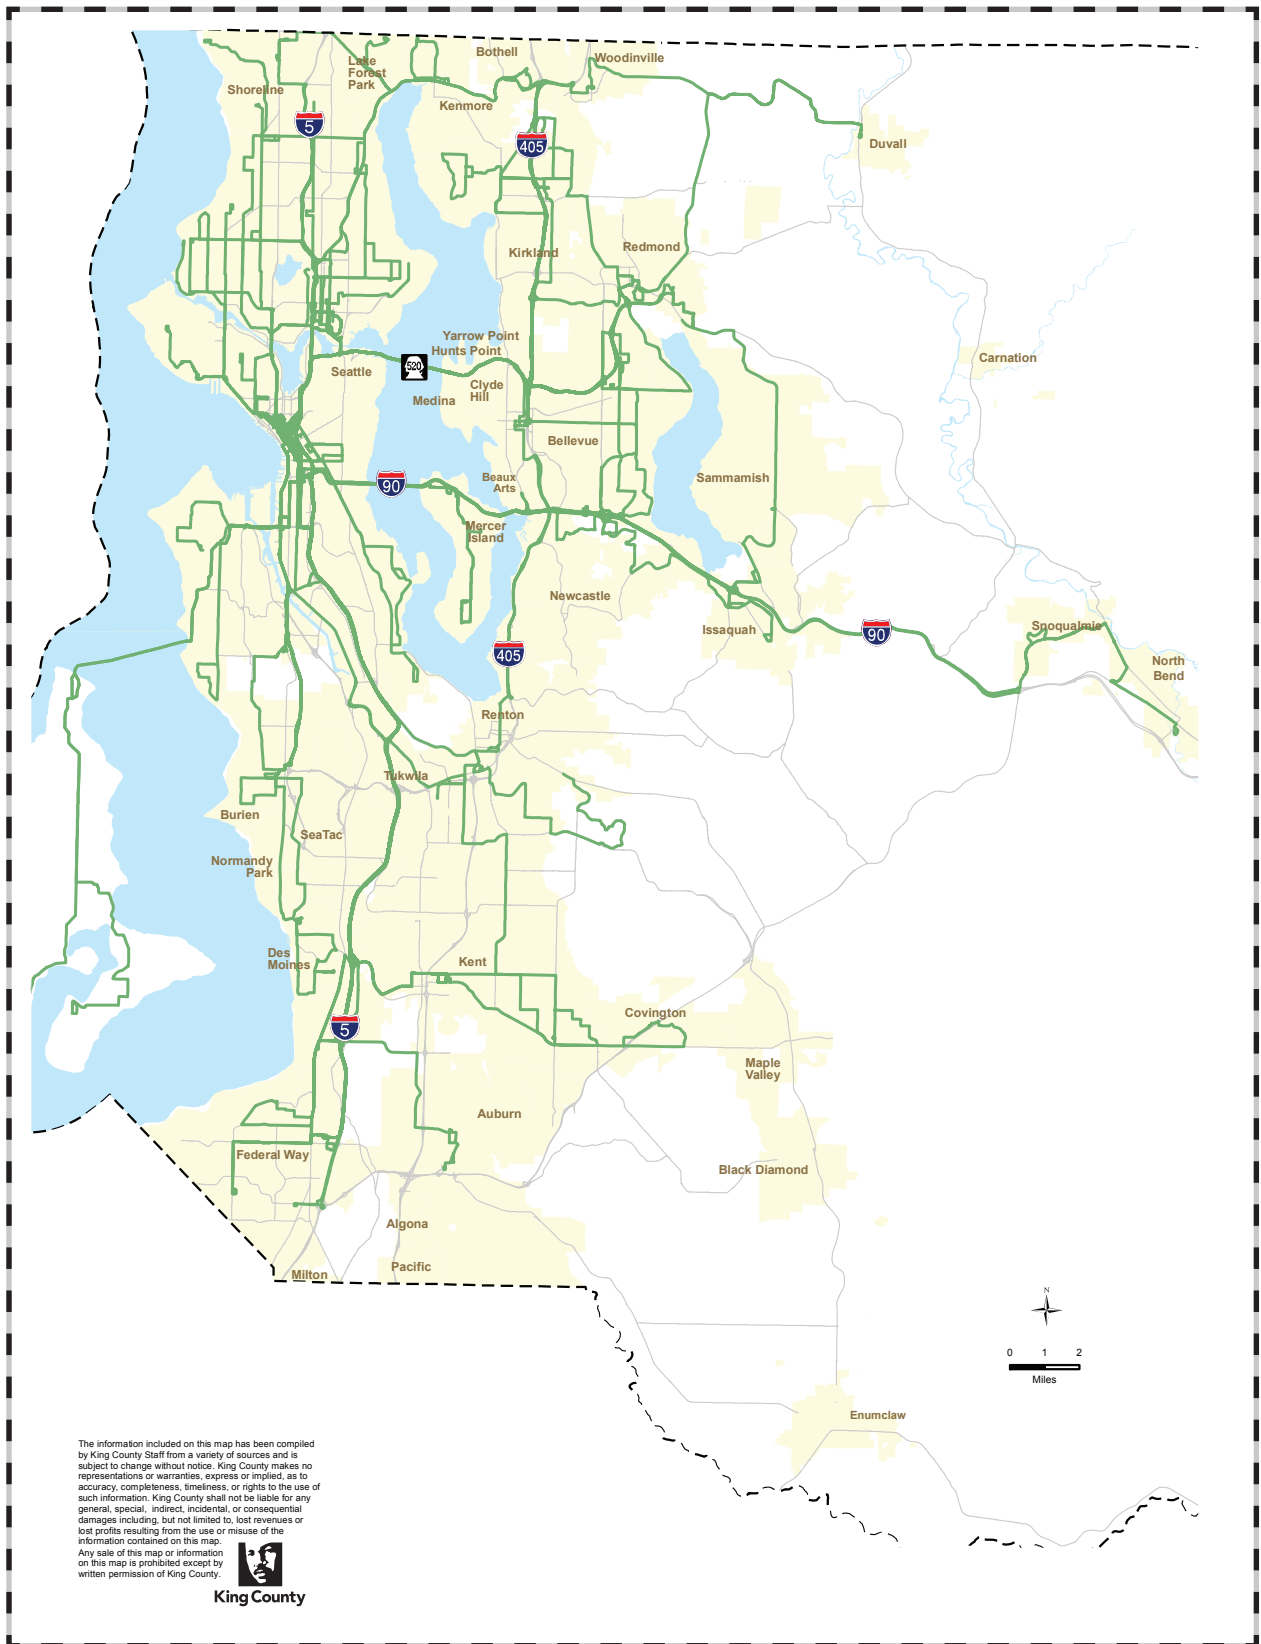 Bothell
Woodinville
Lake
Forest
Park
Shoreline
Kenmore
5
405
Duvall
Kirkland
Redmond
Yarrow Point
Hunts Point
Carnation
520
Seattle
Clyde
Hill
Medina
Bellevue
Beaux
Arts
90
Sammamish
Mercer
Island
Newcastle
Issaquah
90
Snoqualmie
405
North
Bend
Renton
Tukwila
Burien
SeaTac
Normandy
Park
Des
Moines
Kent
5
Covington
Maple
Valley
Auburn
Federal Way
Black Diamond
Algona
Pacific
Milton
N
0 1 2
Miles
Enumclaw
The information included on this map has been compiled
by King County Staff from a variety of sources and is
subject to change without notice. King County makes no
representations or warranties, express or implied, as to
accuracy, completeness, timeliness, or rights to the use of
such information. King County shall not be liable for any
general, special, indirect, incidental, or consequential
damages including, but not limited to, lost revenues or
lost profits resulting from the use or misuse of the
information contained on this map.
Any sale of this map or information
on this map is prohibited except by
written permission of King County.
King County